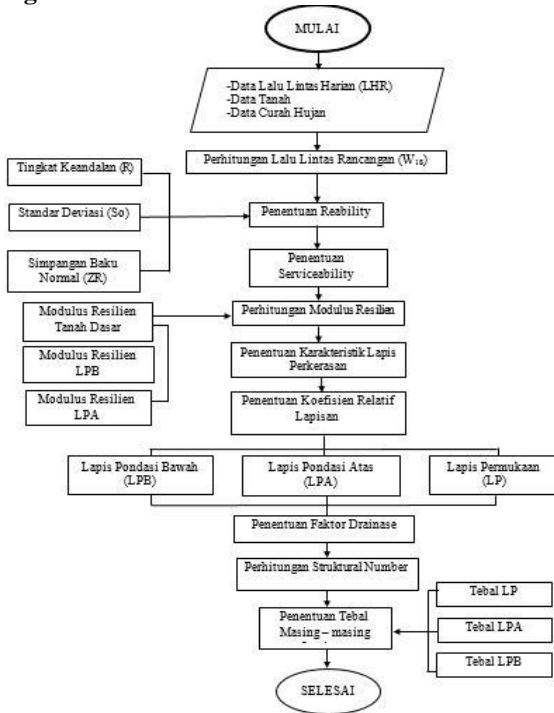 MULAI
-Data Lalu Lintas Harian (LHR)
-Data Tanah
-Data Curah Hujan
Perhitungan Lalu Lintas Rancangan (W₁₈)
Tingkat Keandalan (R)
Standar Deviasi (So)
Simpangan Baku
Normal (ZR)
Penentuan Reability
Penentuan
Serviceability
Modulus Resilien
Tanah Dasar
Modulus Resilien
LPB
Modulus Resilien
LPA
Perhitungan Modulus Resilien
Penentuan Karakteristik Lapis
Perkerasan
Penentuan Koefisien Relatif
Lapisan
Lapis Pondasi Bawah
(LPB)
Lapis Pondasi Atas
(LPA)
Lapis Permukaan
(LP)
Penentuan Faktor Drainase
Perhitungan Struktural Number
Penentuan Tebal
Masing – masing
Tebal LP
Tebal LPA
Tebal LPB
SELESAI